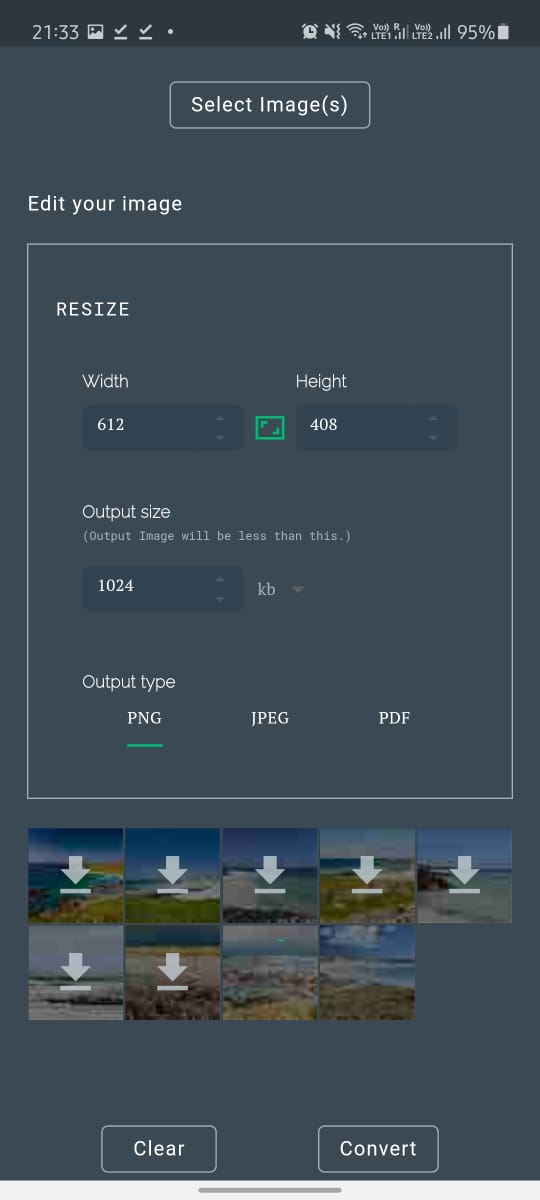 21:33 Vo)) R Vo)) 95%
LTE1 LTE2
Select Image(s)
Edit your image
RESIZE
Width Height
612 408
Output size
(Output Image will be less than this.)
1024 kb
Output type
PNG JPEG PDF
Clear Convert